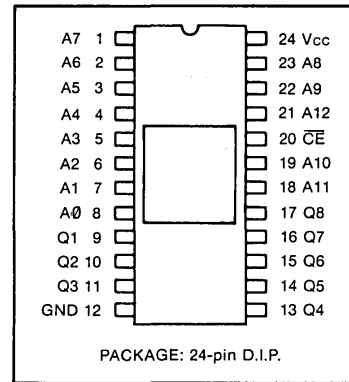 A7 1 24 Vcc
A6 2 23 A8
A5 3 22 A9
A4 4 21 A12
A3 5 20 C̅E̅
A2 6 19 A10
A1 7 18 A11
AØ 8 17 Q8
Q1 9 16 Q7
Q2 10 15 Q6
Q3 11 14 Q5
GND 12 13 Q4
PACKAGE: 24-pin D.I.P.